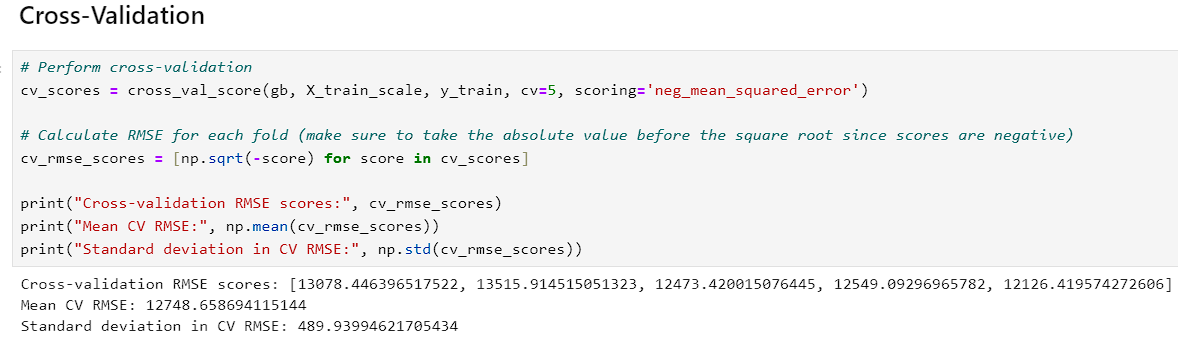 Cross-Validation
# Perform cross-validation
cv_scores = cross_val_score(gb, X_train_scale, y_train, cv=5, scoring='neg_mean_squared_error')
# Calculate RMSE for each fold (make sure to take the absolute value before the square root since scores are negative)
cv_rmse_scores = [np.sqrt(-score) for score in cv_scores]
print("Cross-validation RMSE scores:", cv_rmse_scores)
print("Mean CV RMSE:", np.mean(cv_rmse_scores))
print("Standard deviation in CV RMSE:", np.std(cv_rmse_scores))
Cross-validation RMSE scores: [13078.446396517522, 13515.914515051323, 12473.420015076445, 12549.09296965782, 12126.419574272606]
Mean CV RMSE: 12748.658694115144
Standard deviation in CV RMSE: 489.93994621705434